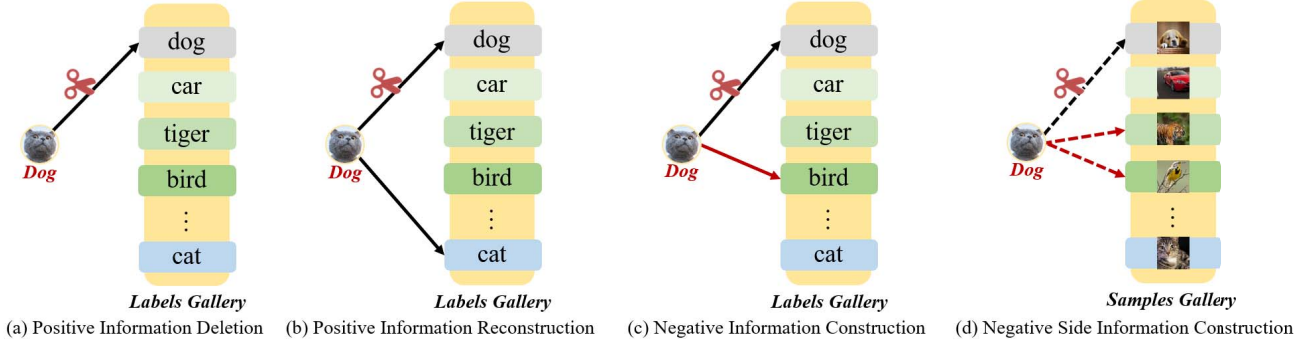 dog
car
tiger
bird
⋮
cat
Dog
Labels Gallery
(a) Positive Information Deletion
dog
car
tiger
bird
⋮
cat
Dog
Labels Gallery
(b) Positive Information Reconstruction
dog
car
tiger
bird
⋮
cat
Dog
Labels Gallery
(c) Negative Information Construction
⋮
Dog
Samples Gallery
(d) Negative Side Information Construction